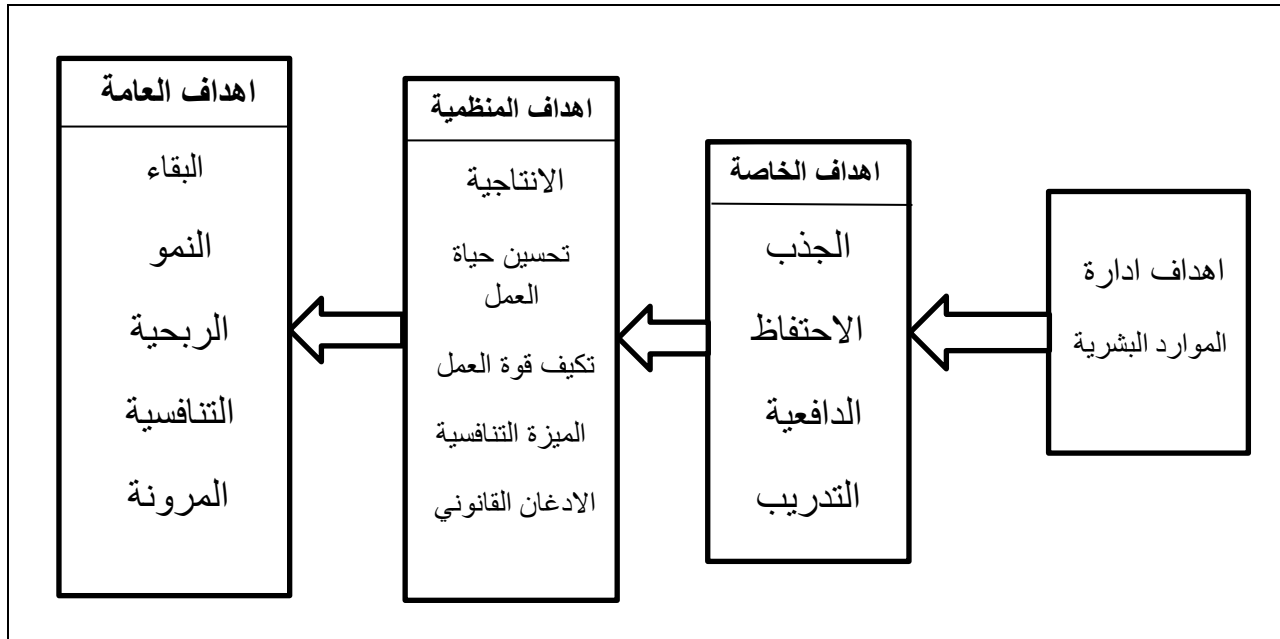 اهداف ادارة
الموارد البشرية
اهداف الخاصة
الجذب
الاحتفاظ
الدافعية
التدريب
اهداف المنظمية
الانتاجية
تحسين حياة
العمل
تكيف قوة العمل
الميزة التنافسية
الادغان القانوني
اهداف العامة
البقاء
النمو
الربحية
التنافسية
المرونة